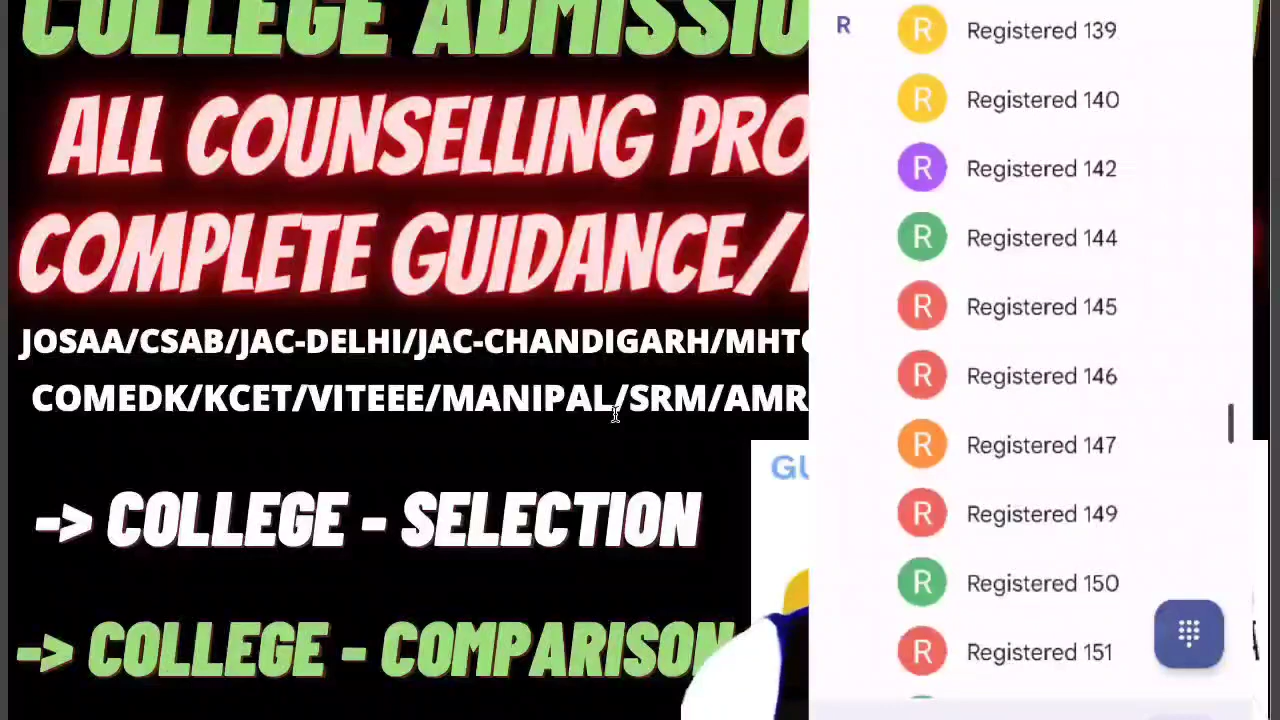 COLLEGE ADMISSIO
ALL COUNSELLING PRO
COMPLETE GUIDANCE/
JOSAA/CSAB/JAC-DELHI/JAC-CHANDIGARH/MHTC
COMEDK/KCET/VITEEE/MANIPAL/SRM/AMR
GU
-> COLLEGE - SELECTION
-> COLLEGE - COMPARISON
R
R Registered 139
R Registered 140
R Registered 142
R Registered 144
R Registered 145
R Registered 146
R Registered 147
R Registered 149
R Registered 150
R Registered 151